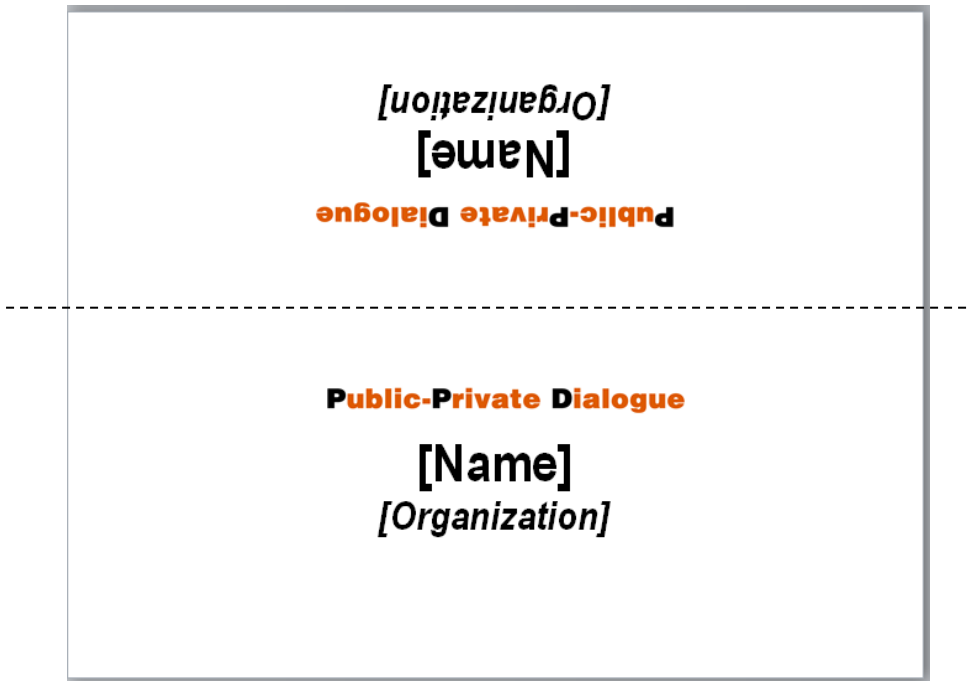 [Organization]
[Name]
Public-Private Dialogue
Public-Private Dialogue
[Name]
[Organization]